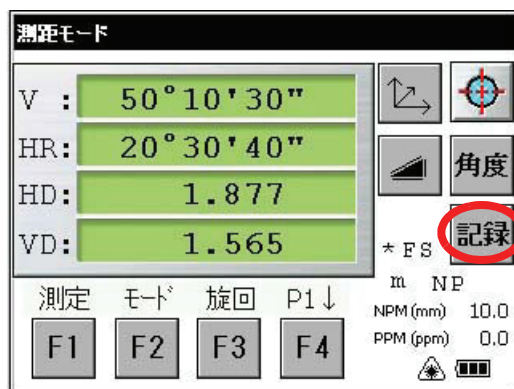 測距モード
V : 50°10'30"
HR: 20°30'40"
HD: 1.877
VD: 1.565
角度
記録
* F S
m N P
NPM (mm) 10.0
PPM (ppm) 0.0
測定 モード 旋回 P1↓
F1 F2 F3 F4